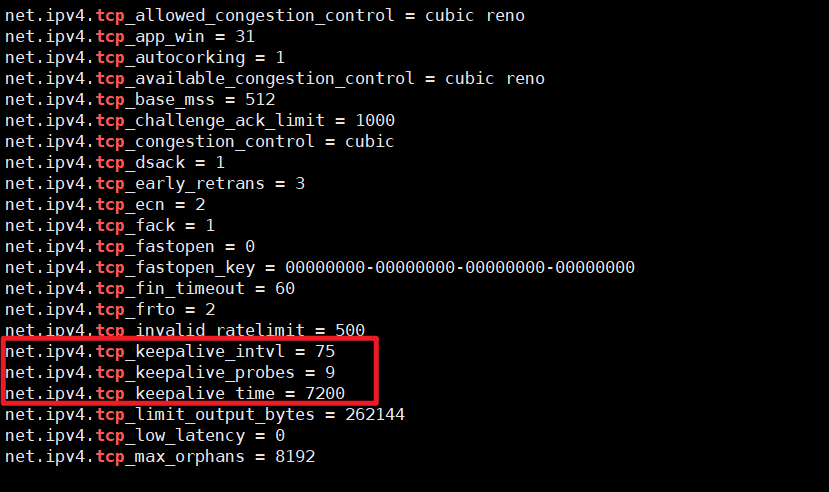 net.ipv4.tcp_allowed_congestion_control = cubic reno
net.ipv4.tcp_app_win = 31
net.ipv4.tcp_autocorking = 1
net.ipv4.tcp_available_congestion_control = cubic reno
net.ipv4.tcp_base_mss = 512
net.ipv4.tcp_challenge_ack_limit = 1000
net.ipv4.tcp_congestion_control = cubic
net.ipv4.tcp_dsack = 1
net.ipv4.tcp_early_retrans = 3
net.ipv4.tcp_ecn = 2
net.ipv4.tcp_fack = 1
net.ipv4.tcp_fastopen = 0
net.ipv4.tcp_fastopen_key = 00000000-00000000-00000000-00000000
net.ipv4.tcp_fin_timeout = 60
net.ipv4.tcp_frto = 2
net.ipv4.tcp_invalid_ratelimit = 500
net.ipv4.tcp_keepalive_intvl = 75
net.ipv4.tcp_keepalive_probes = 9
net.ipv4.tcp_keepalive_time = 7200
net.ipv4.tcp_limit_output_bytes = 262144
net.ipv4.tcp_low_latency = 0
net.ipv4.tcp_max_orphans = 8192